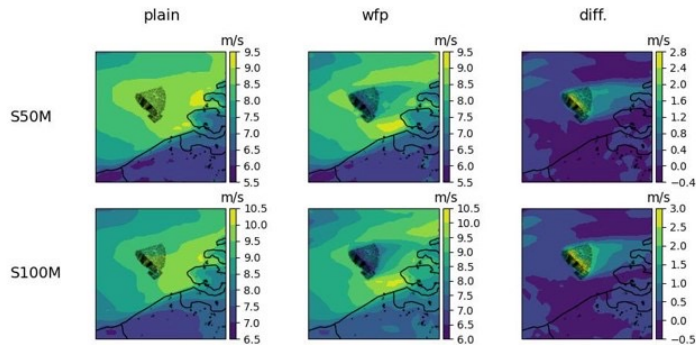 plain wfp diff.
m/s m/s m/s
S50M
9.5 9.5 2.8
9.0 9.0 2.4
8.5 8.5 2.0
8.0 8.0 1.6
7.5 7.5 1.2
7.0 7.0 0.8
6.5 6.5 0.4
6.0 6.0 0.0
5.5 5.5 −0.4
m/s m/s m/s
S100M
10.5 10.5 3.0
10.0 10.0 2.5
9.5 9.5 2.0
9.0 9.0 1.5
8.5 8.5 1.0
8.0 8.0 0.5
7.5 7.5 0.0
7.0 7.0 −0.5
6.5 6.5
6.0